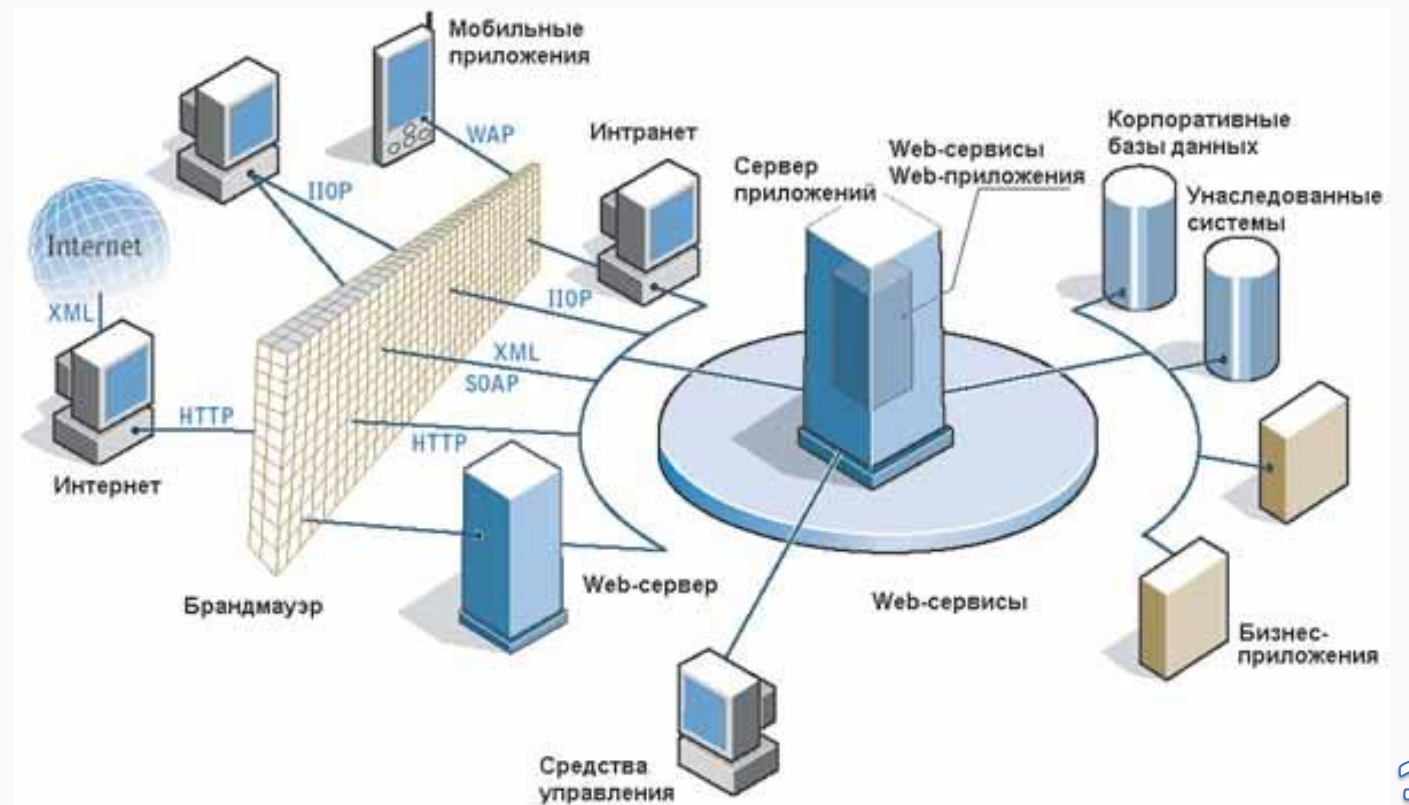 Мобильные
приложения
WAP
Интранет
Сервер
приложений
Web-сервисы
Web-приложения
Корпоративные
базы данных
Унаследованные
системы
IIOP
Internet
XML
IIOP
XML
SOAP
HTTP
HTTP
Интернет
Брандмауэр
Web-сервер
Web-сервисы
Бизнес-
приложения
Средства
управления